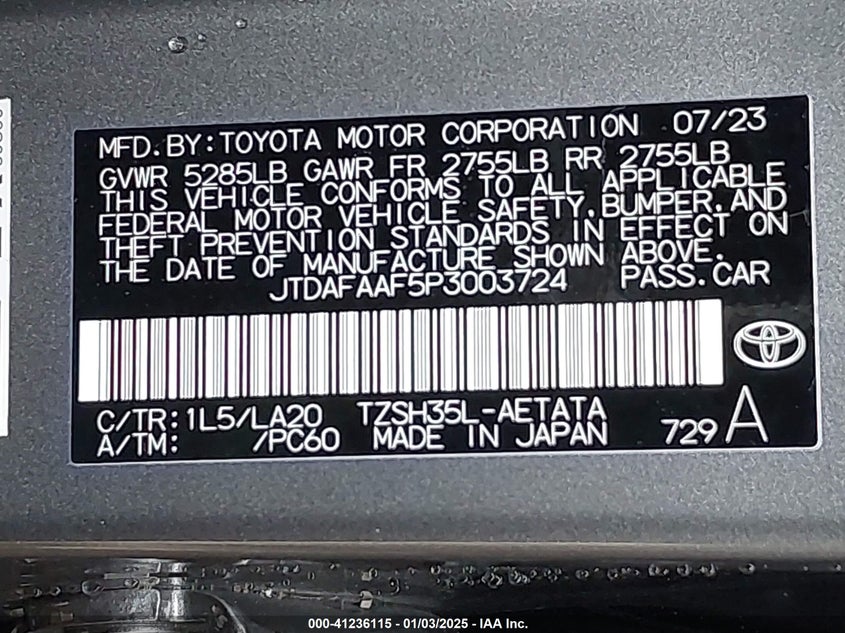 MFD.BY:TOYOTA MOTOR CORPORATION 07/23
GVWR 5285LB GAWR FR 2755LB RR 2755LB
THIS VEHICLE CONFORMS TO ALL APPLICABLE
FEDERAL MOTOR VEHICLE SAFETY,BUMPER,AND
THEFT PREVENTION STANDARDS IN EFFECT ON
THE DATE OF MANUFACTURE SHOWN ABOVE.
JTDAFAAF5P3003724 PASS.CAR
C/TR:1L5/LA20 TZSH35L-AETATA
A/TM: /PC60 MADE IN JAPAN 729 A
000-41236115 - 01/03/2025 - IAA Inc.